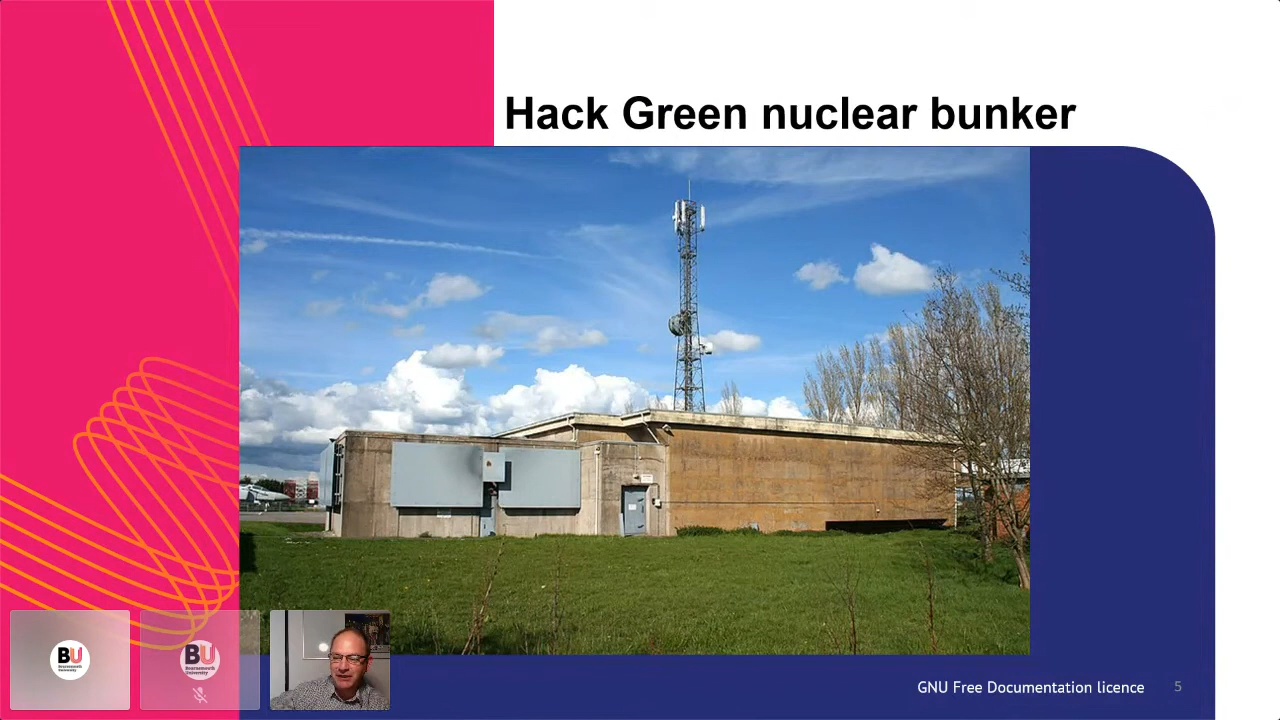 Hack Green nuclear bunker
BU
Bournemouth
University
BU
Bournemouth
University
GNU Free Documentation licence
5